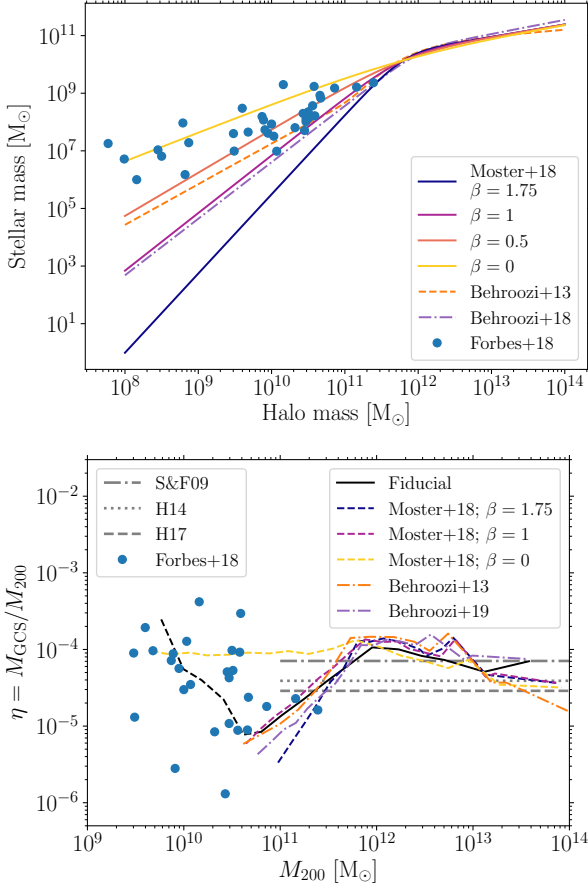 10¹¹
10⁹
10⁷
10⁵
10³
10¹
Stellar mass [M⊙]
Moster+18
β = 1.75
β = 1
β = 0.5
β = 0
Behroozi+13
Behroozi+18
Forbes+18
10⁸ 10⁹ 10¹⁰ 10¹¹ 10¹² 10¹³ 10¹⁴
Halo mass [M⊙]
10⁻²
10⁻³
10⁻⁴
10⁻⁵
10⁻⁶
η = M_GCS/M₂₀₀
S&F09
H14
H17
Forbes+18
Fiducial
Moster+18; β = 1.75
Moster+18; β = 1
Moster+18; β = 0
Behroozi+13
Behroozi+19
10⁹ 10¹⁰ 10¹¹ 10¹² 10¹³ 10¹⁴
M₂₀₀ [M⊙]